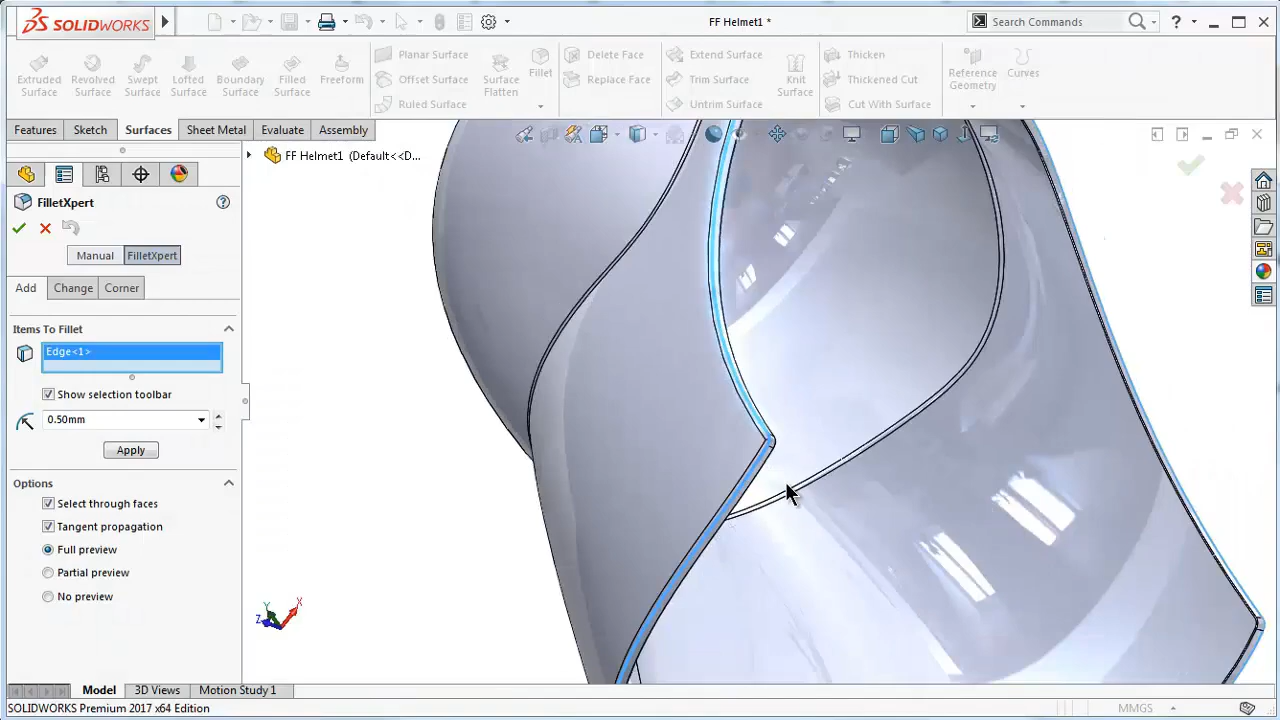 SOLIDWORKS
FF Helmet1 *
Search Commands
?
Extruded Surface
Revolved Surface
Swept Surface
Lofted Surface
Boundary Surface
Filled Surface
Freeform
Planar Surface
Offset Surface
Ruled Surface
Surface Flatten
Fillet
Delete Face
Replace Face
Extend Surface
Trim Surface
Untrim Surface
Knit Surface
Thicken
Thickened Cut
Cut With Surface
Reference Geometry
Curves
Features
Sketch
Surfaces
Sheet Metal
Evaluate
Assembly
FF Helmet1 (Default<<D...
FilletXpert
?
Manual
FilletXpert
Add
Change
Corner
Items To Fillet
Edge<1>
Show selection toolbar
0.50mm
Apply
Options
Select through faces
Tangent propagation
Full preview
Partial preview
No preview
Y
X
Z
Model
3D Views
Motion Study 1
SOLIDWORKS Premium 2017 x64 Edition
MMGS